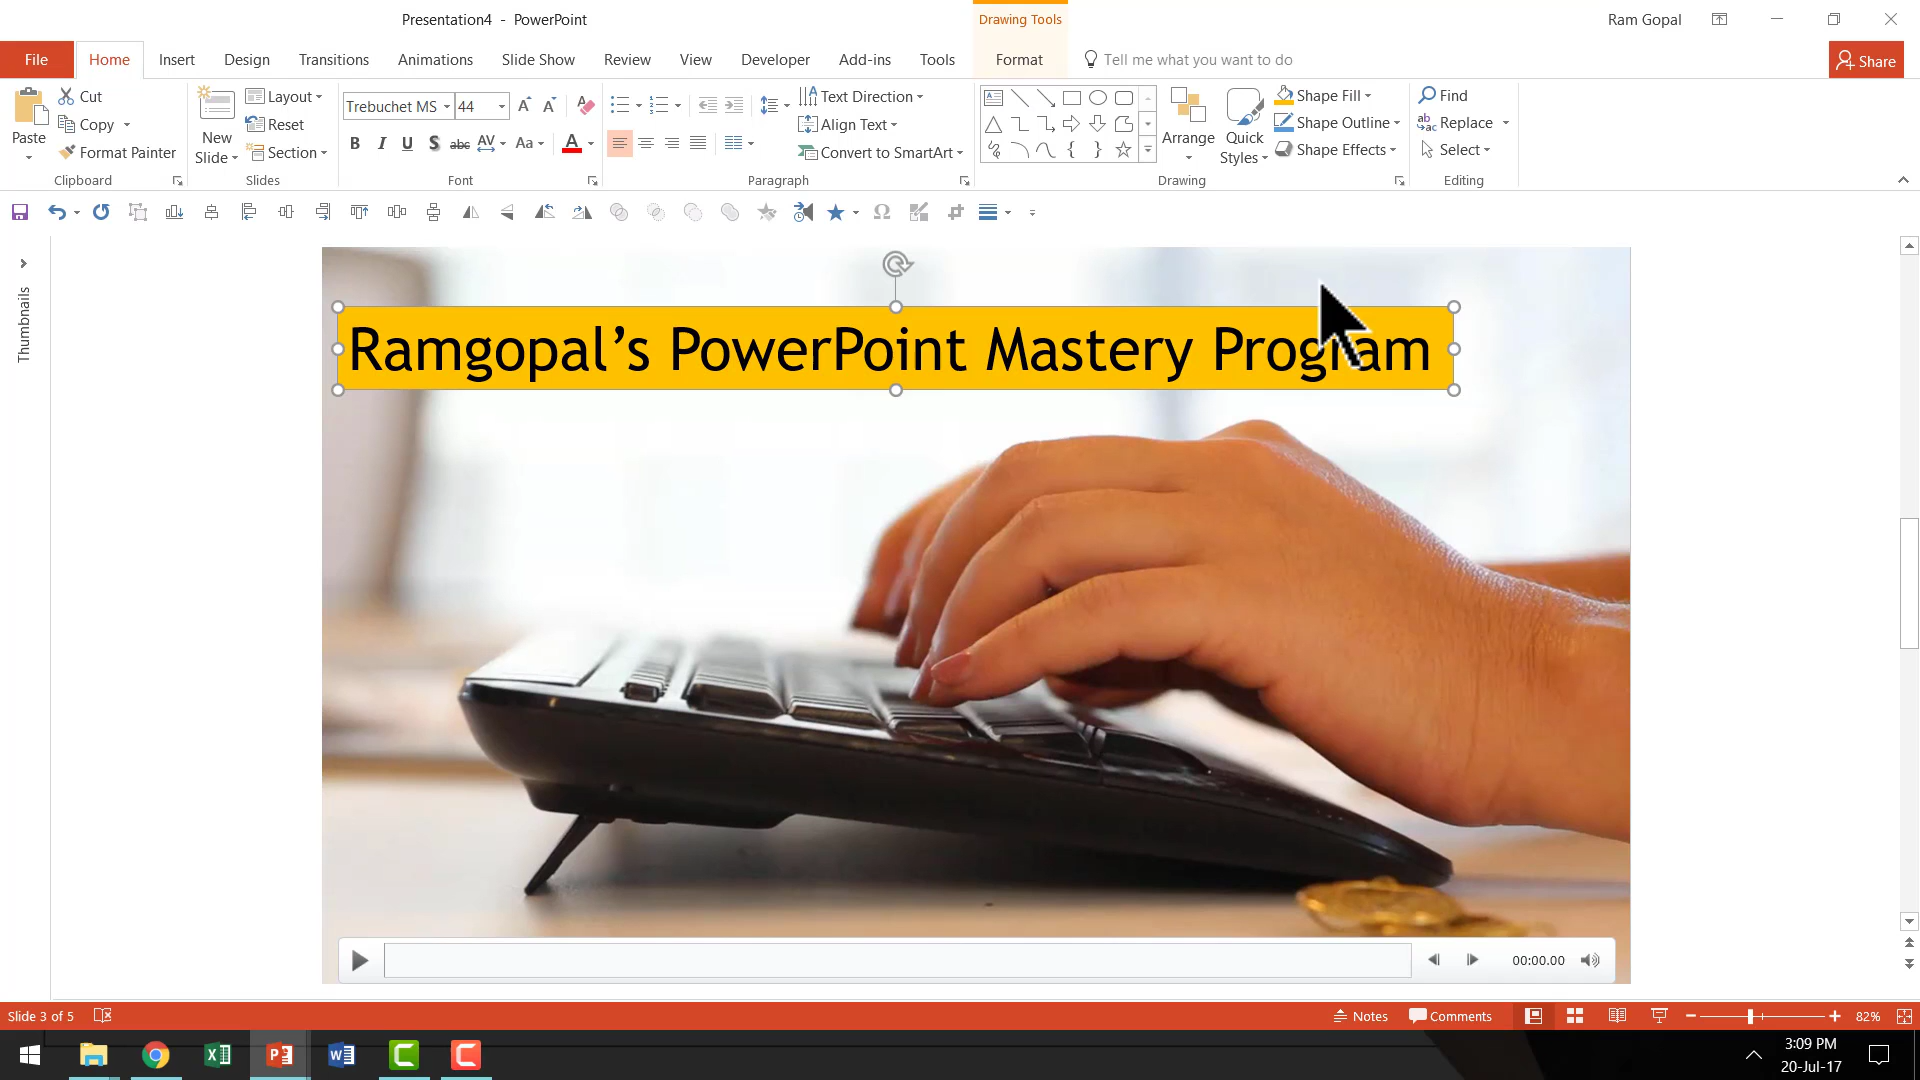 Presentation4 - PowerPoint
Drawing Tools
Ram Gopal
File Home Insert Design Transitions Animations Slide Show Review View Developer Add-ins Tools Format Tell me what you want to do Share
Paste
Cut
Copy
Format Painter
Clipboard
New Slide
Layout
Reset
Section
Slides
Trebuchet MS 44
B I U S abc AV Aa A
Font
Text Direction
Align Text
Convert to SmartArt
Paragraph
Arrange
Quick Styles
Shape Fill
Shape Outline
Shape Effects
Drawing
Find
Replace
Select
Editing
Thumbnails
Ramgopal’s PowerPoint Mastery Program
00:00.00
Slide 3 of 5 Notes Comments 82%
3:09 PM
20-Jul-17